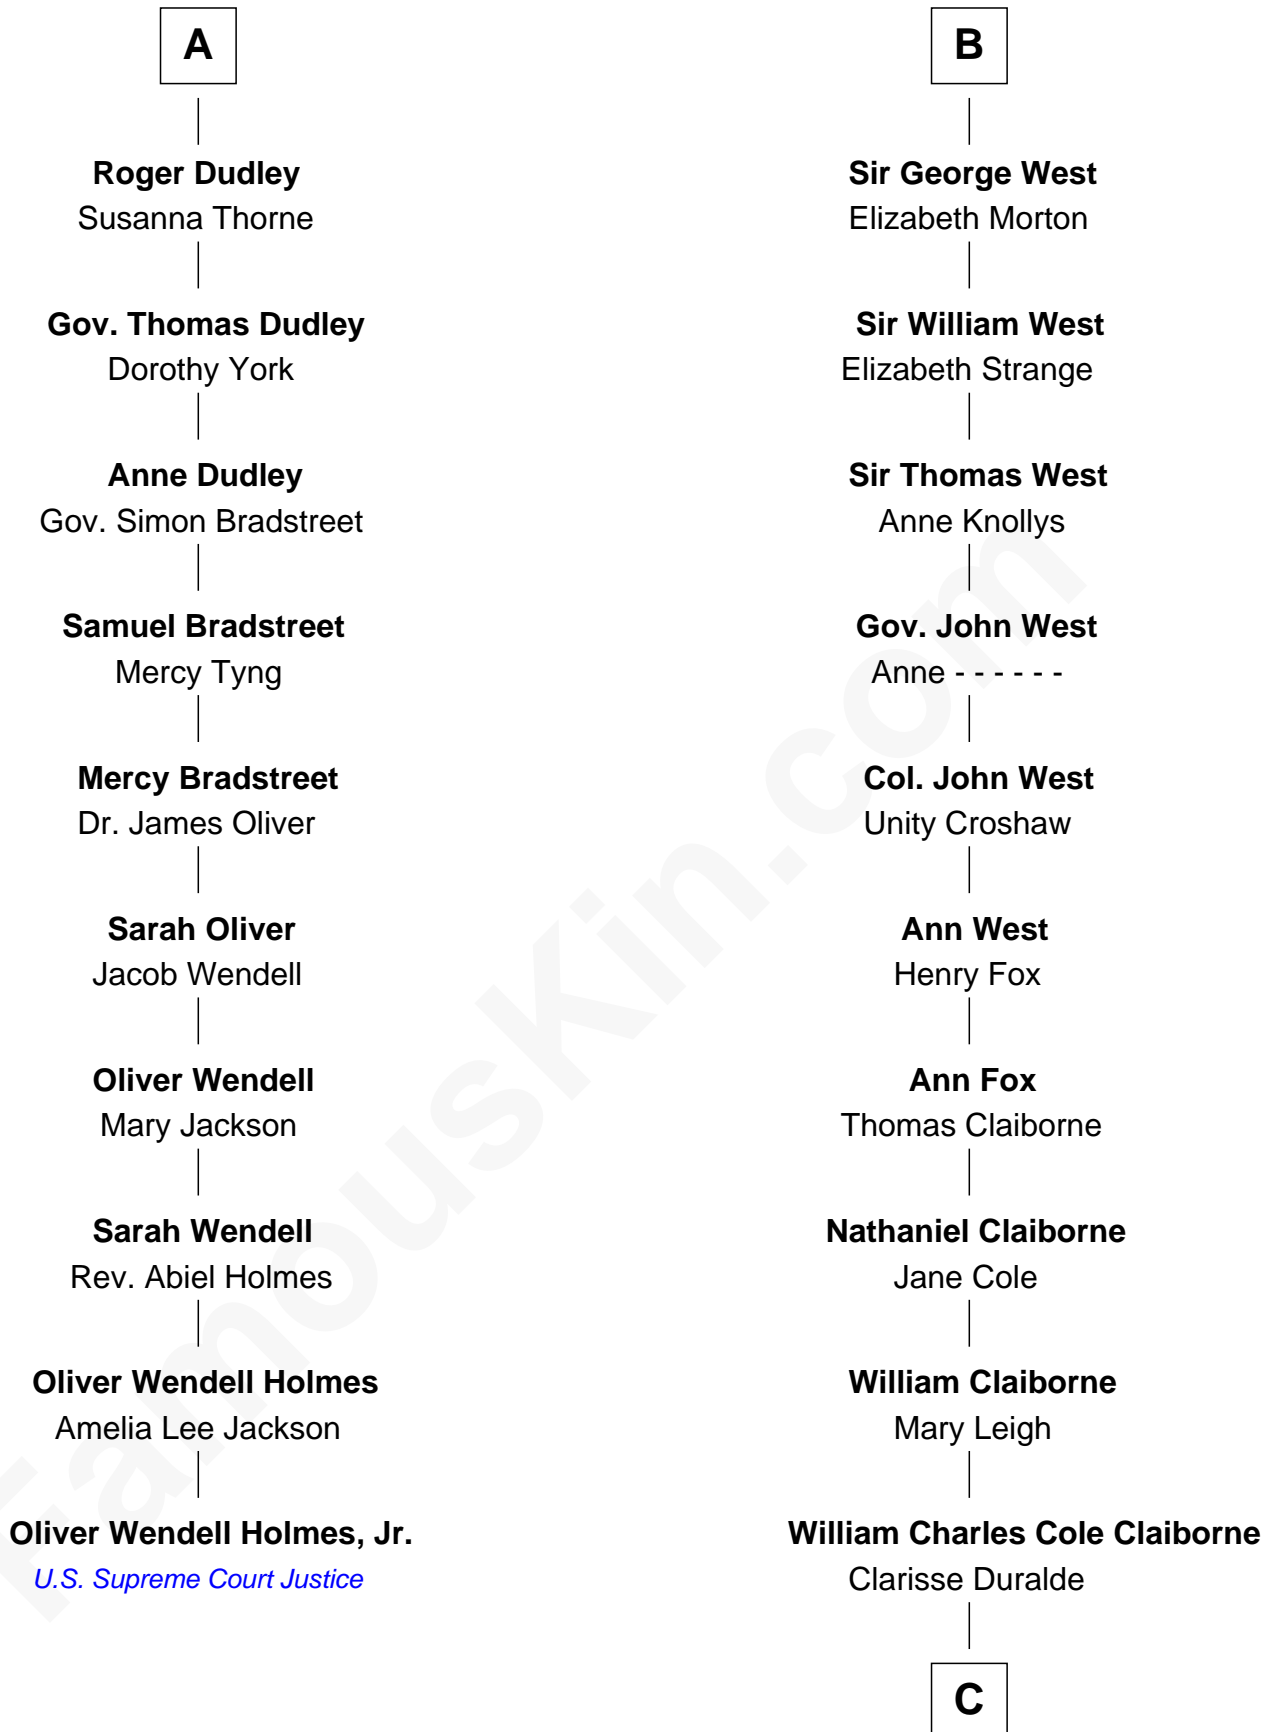 A
Roger Dudley
Susanna Thorne
Gov. Thomas Dudley
Dorothy York
Anne Dudley
Gov. Simon Bradstreet
Samuel Bradstreet
Mercy Tyng
Mercy Bradstreet
Dr. James Oliver
Sarah Oliver
Jacob Wendell
Oliver Wendell
Mary Jackson
Sarah Wendell
Rev. Abiel Holmes
Oliver Wendell Holmes
Amelia Lee Jackson
Oliver Wendell Holmes, Jr.
U.S. Supreme Court Justice
B
Sir George West
Elizabeth Morton
Sir William West
Elizabeth Strange
Sir Thomas West
Anne Knollys
Gov. John West
Anne - - - - - -
Col. John West
Unity Croshaw
Ann West
Henry Fox
Ann Fox
Thomas Claiborne
Nathaniel Claiborne
Jane Cole
William Claiborne
Mary Leigh
William Charles Cole Claiborne
Clarisse Duralde
C
FamousKin.com